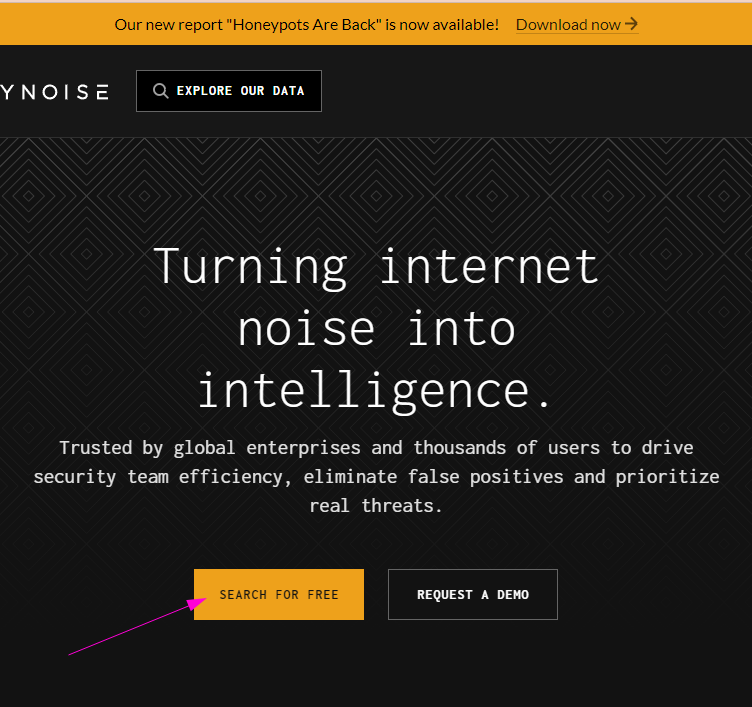 Our new report "Honeypots Are Back" is now available! Download now →
YNOISE
EXPLORE OUR DATA
Turning internet
noise into
intelligence.
Trusted by global enterprises and thousands of users to drive
security team efficiency, eliminate false positives and prioritize
real threats.
SEARCH FOR FREE
REQUEST A DEMO